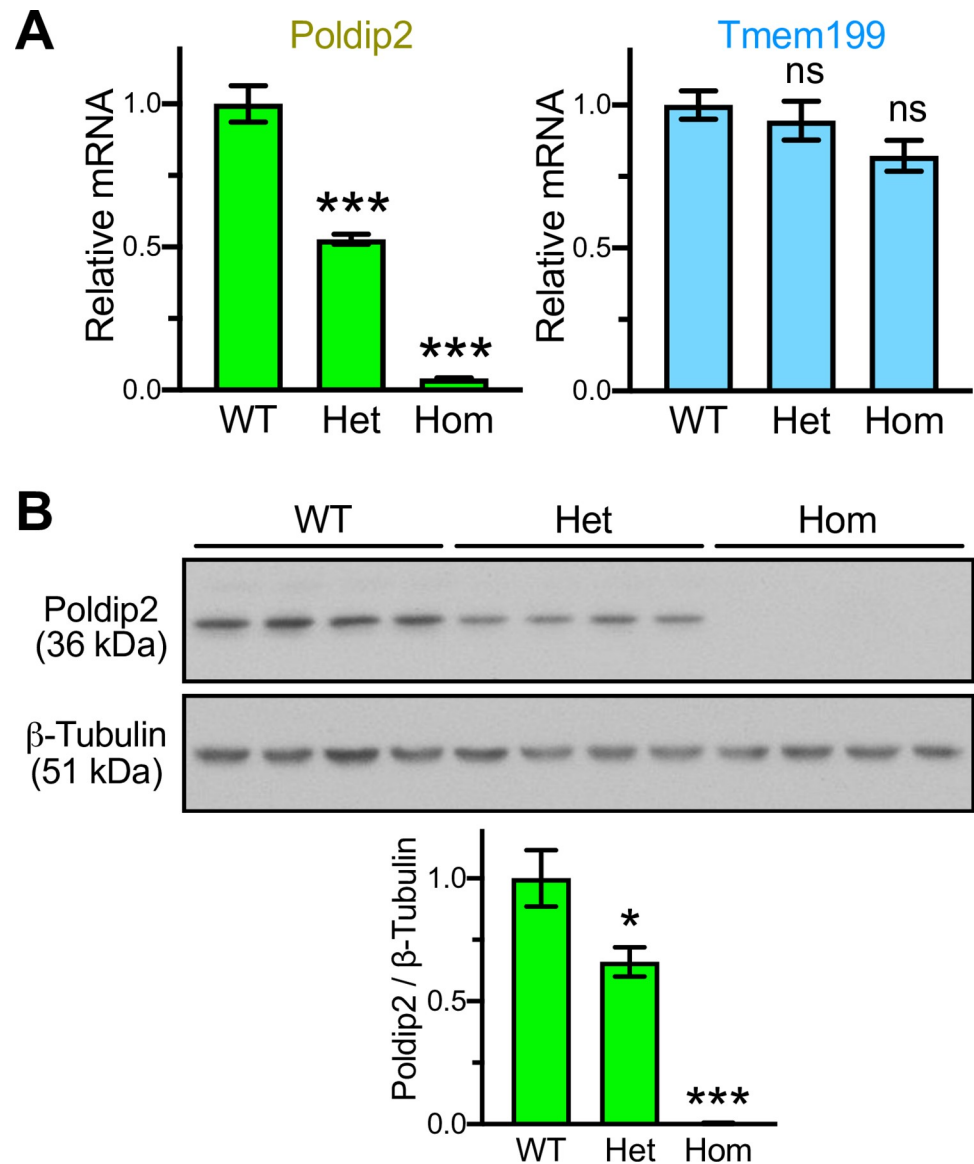 A
Poldip2
Relative mRNA
1.0
0.5
0.0
***
***
WT Het Hom
Tmem199
Relative mRNA
1.0
0.5
0.0
ns
ns
WT Het Hom
B
WT Het Hom
Poldip2
(36 kDa)
β-Tubulin
(51 kDa)
Poldip2 / β-Tubulin
1.0
0.5
0.0
*
***
WT Het Hom